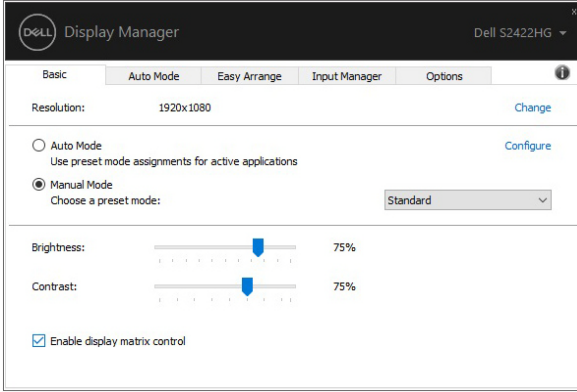 DELL Display Manager
Dell S2422HG
Basic Auto Mode Easy Arrange Input Manager Options
Resolution: 1920x1080 Change
Auto Mode Configure
Use preset mode assignments for active applications
Manual Mode
Choose a preset mode: Standard
Brightness: 75%
Contrast: 75%
Enable display matrix control